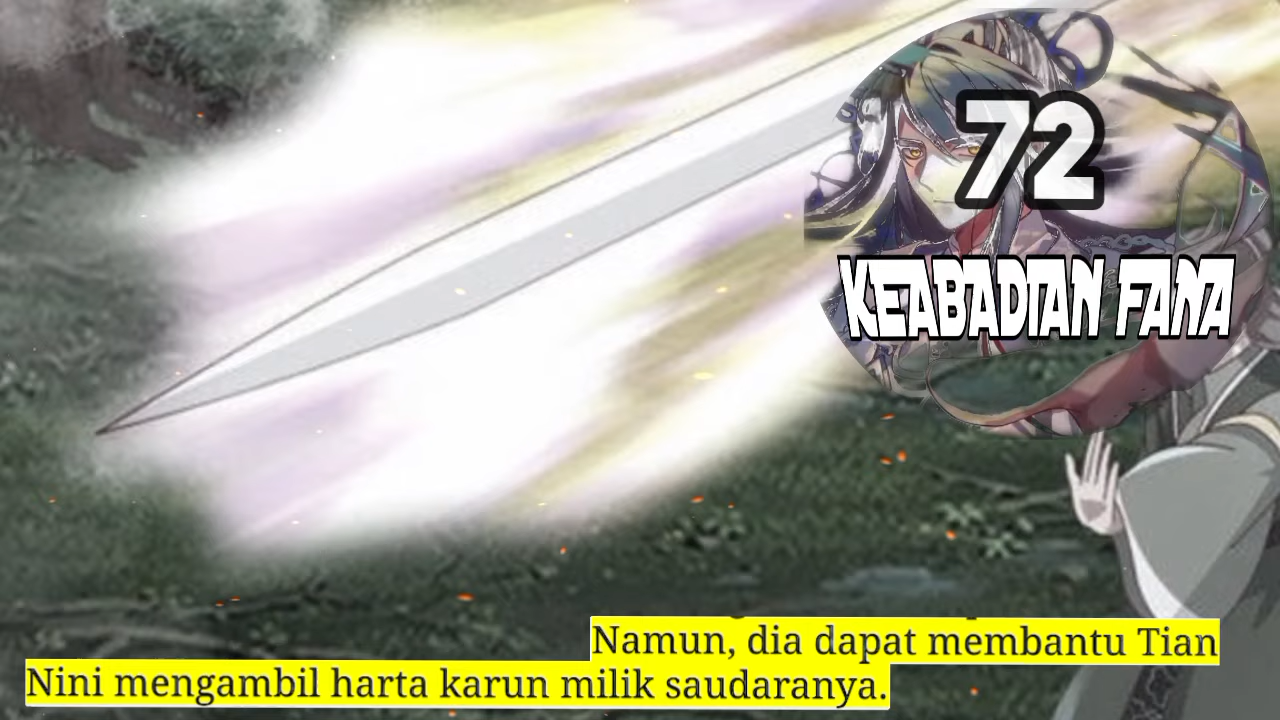 72
KEABADIAN FANA
Namun, dia dapat membantu Tian
Nini mengambil harta karun milik saudaranya.